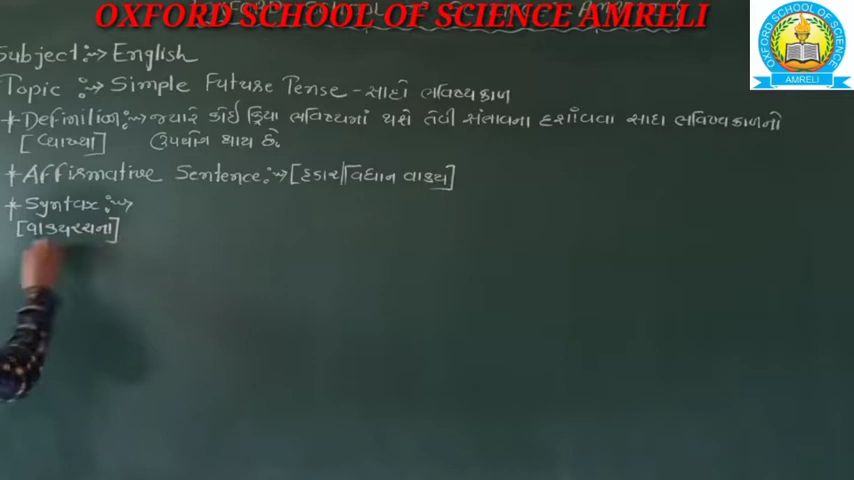 OXFORD SCHOOL OF SCIENCE AMRELI
OXFORD SCHOOL OF SCIENCE
AMRELI
Subject:→ English
Topic :→ Simple Future Tense - સાદો ભવિષ્યકાળ
* Definition:→ જ્યારે કોઈ ક્રિયા ભવિષ્યમાં થશે તેવી સંભાવના દર્શાવવા સાદા ભવિષ્યકાળનો
[વ્યાખ્યા] ઉપયોગ થાય છે.
* Affirmative Sentence:→ [હકાર/વિધાન વાક્ય]
* Syntax:→
[વાક્યરચના]